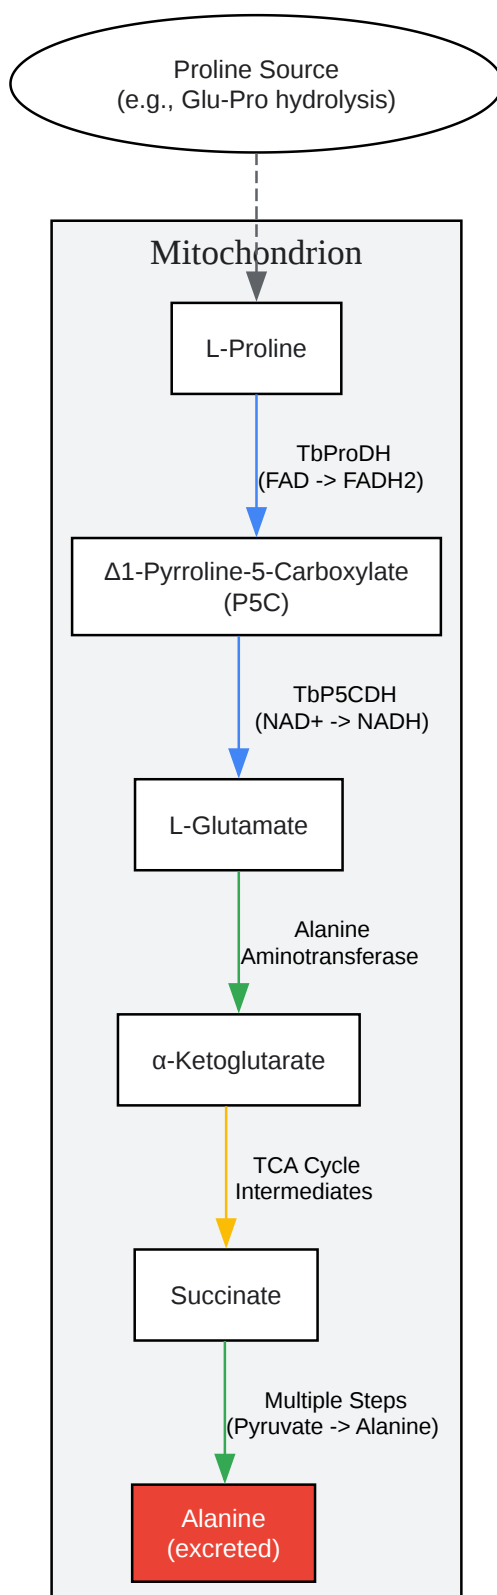 Proline Source
(e.g., Glu-Pro hydrolysis)
Mitochondrion
L-Proline
TbProDH
(FAD -> FADH2)
Δ1-Pyrroline-5-Carboxylate
(P5C)
TbP5CDH
(NAD+ -> NADH)
L-Glutamate
Alanine
Aminotransferase
α-Ketoglutarate
TCA Cycle
Intermediates
Succinate
Multiple Steps
(Pyruvate -> Alanine)
Alanine
(excreted)